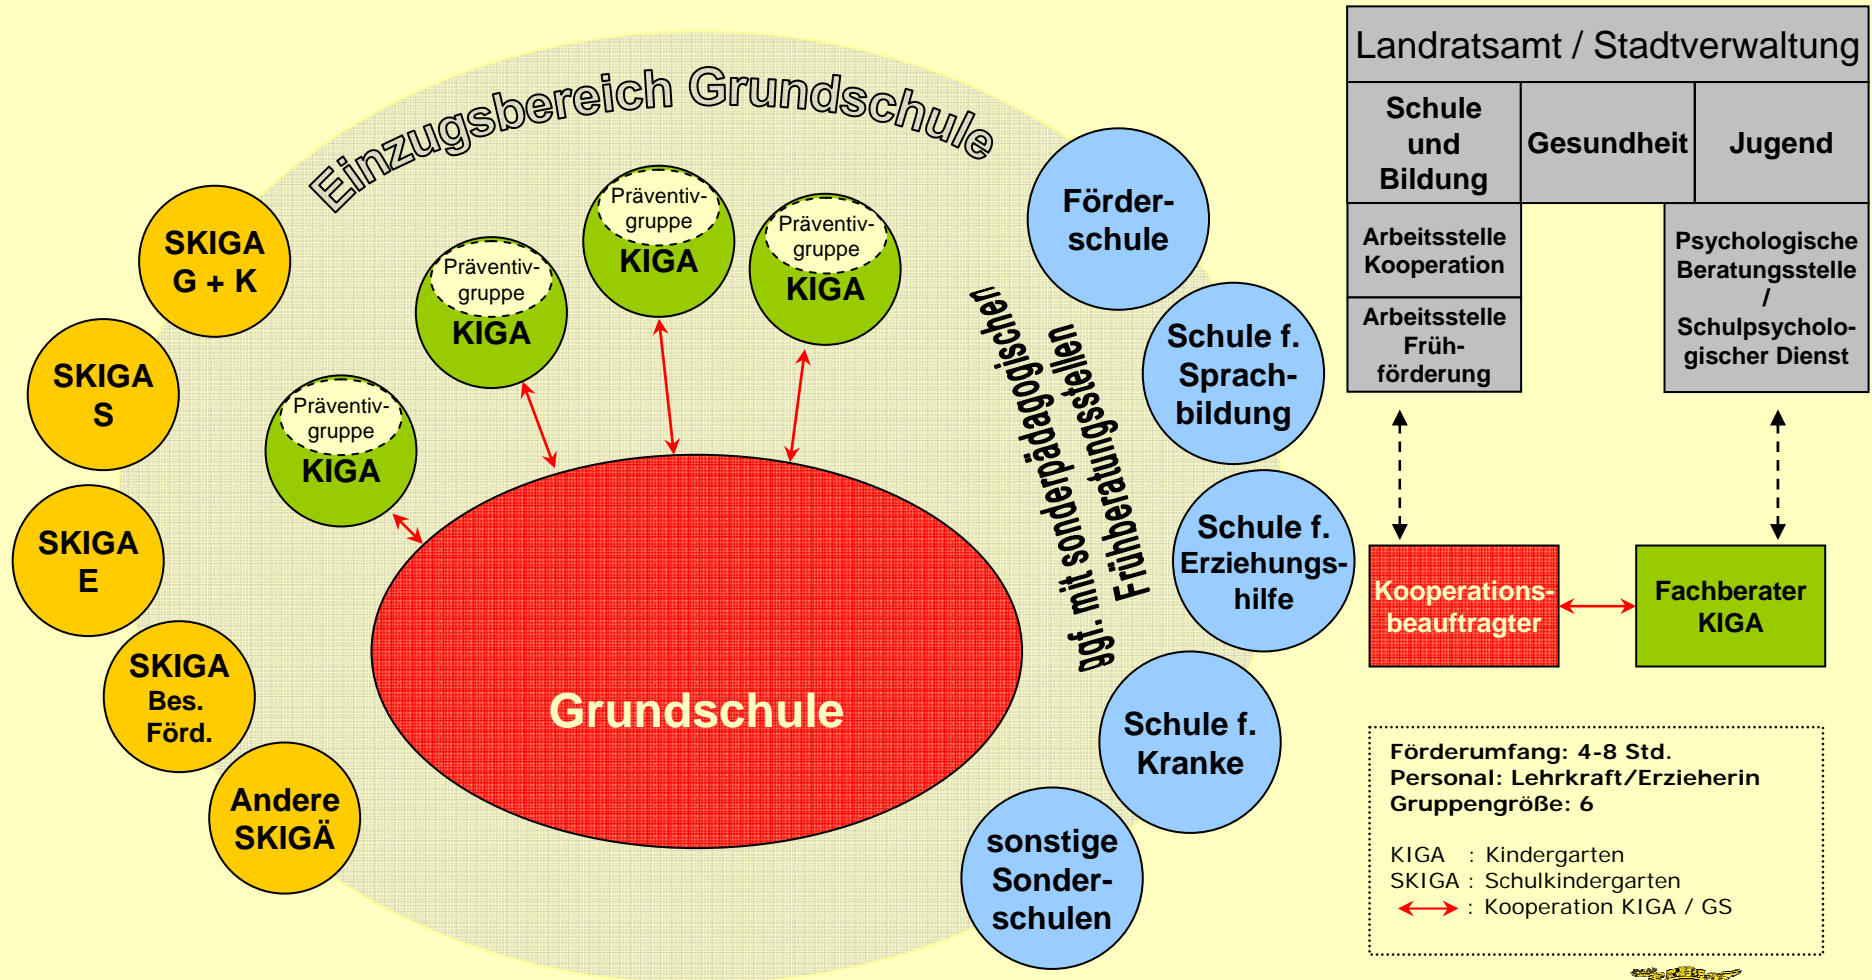 Einzugsbereich Grundschule
SKIGA
G + K
SKIGA
S
SKIGA
E
SKIGA
Bes.
Förd.
Andere
SKIGÄ
Präventiv-
gruppe
KIGA
Präventiv-
gruppe
KIGA
Präventiv-
gruppe
KIGA
Präventiv-
gruppe
KIGA
Grundschule
ggf. mit sonderpädagogischen
Frühberatungsstellen
Förder-
schule
Schule f.
Sprach-
bildung
Schule f.
Erziehungs-
hilfe
Schule f.
Kranke
sonstige
Sonder-
schulen
Landratsamt / Stadtverwaltung
Schule
und
Bildung
Gesundheit
Jugend
Arbeitsstelle
Kooperation
Arbeitsstelle
Früh-
förderung
Psychologische
Beratungsstelle
/
Schulpsycholo-
gischer Dienst
Kooperations-
beauftragter
Fachberater
KIGA
Förderumfang: 4-8 Std.
Personal: Lehrkraft/Erzieherin
Gruppengröße: 6
KIGA : Kindergarten
SKIGA : Schulkindergarten
: Kooperation KIGA / GS